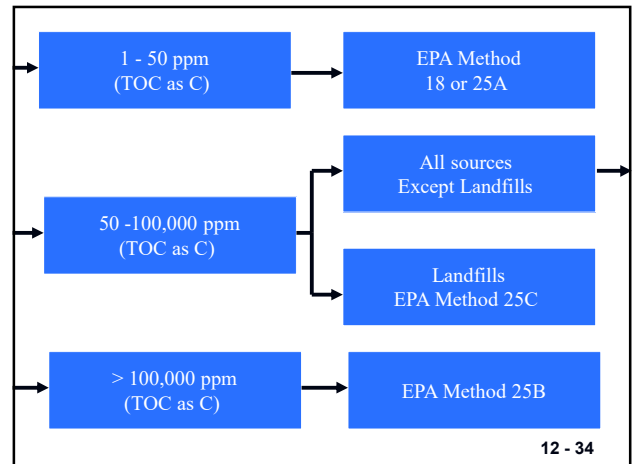 1 - 50 ppm
(TOC as C)
EPA Method
18 or 25A
50 -100,000 ppm
(TOC as C)
All sources
Except Landfills
Landfills
EPA Method 25C
> 100,000 ppm
(TOC as C)
EPA Method 25B
12 - 34